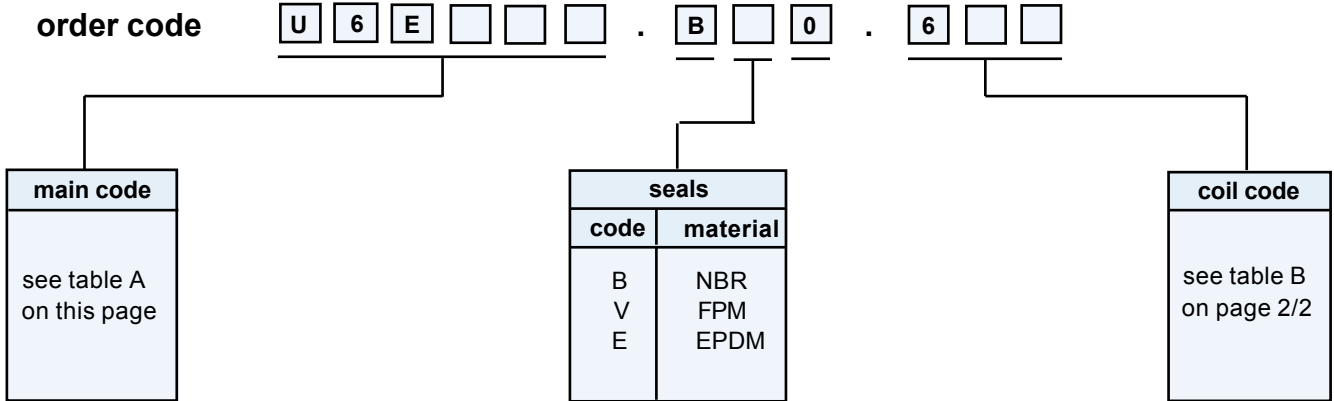 order code U 6 E . B 0 . 6
main code
see table A
on this page
seals
code material
B NBR
V FPM
E EPDM
coil code
see table B
on page 2/2